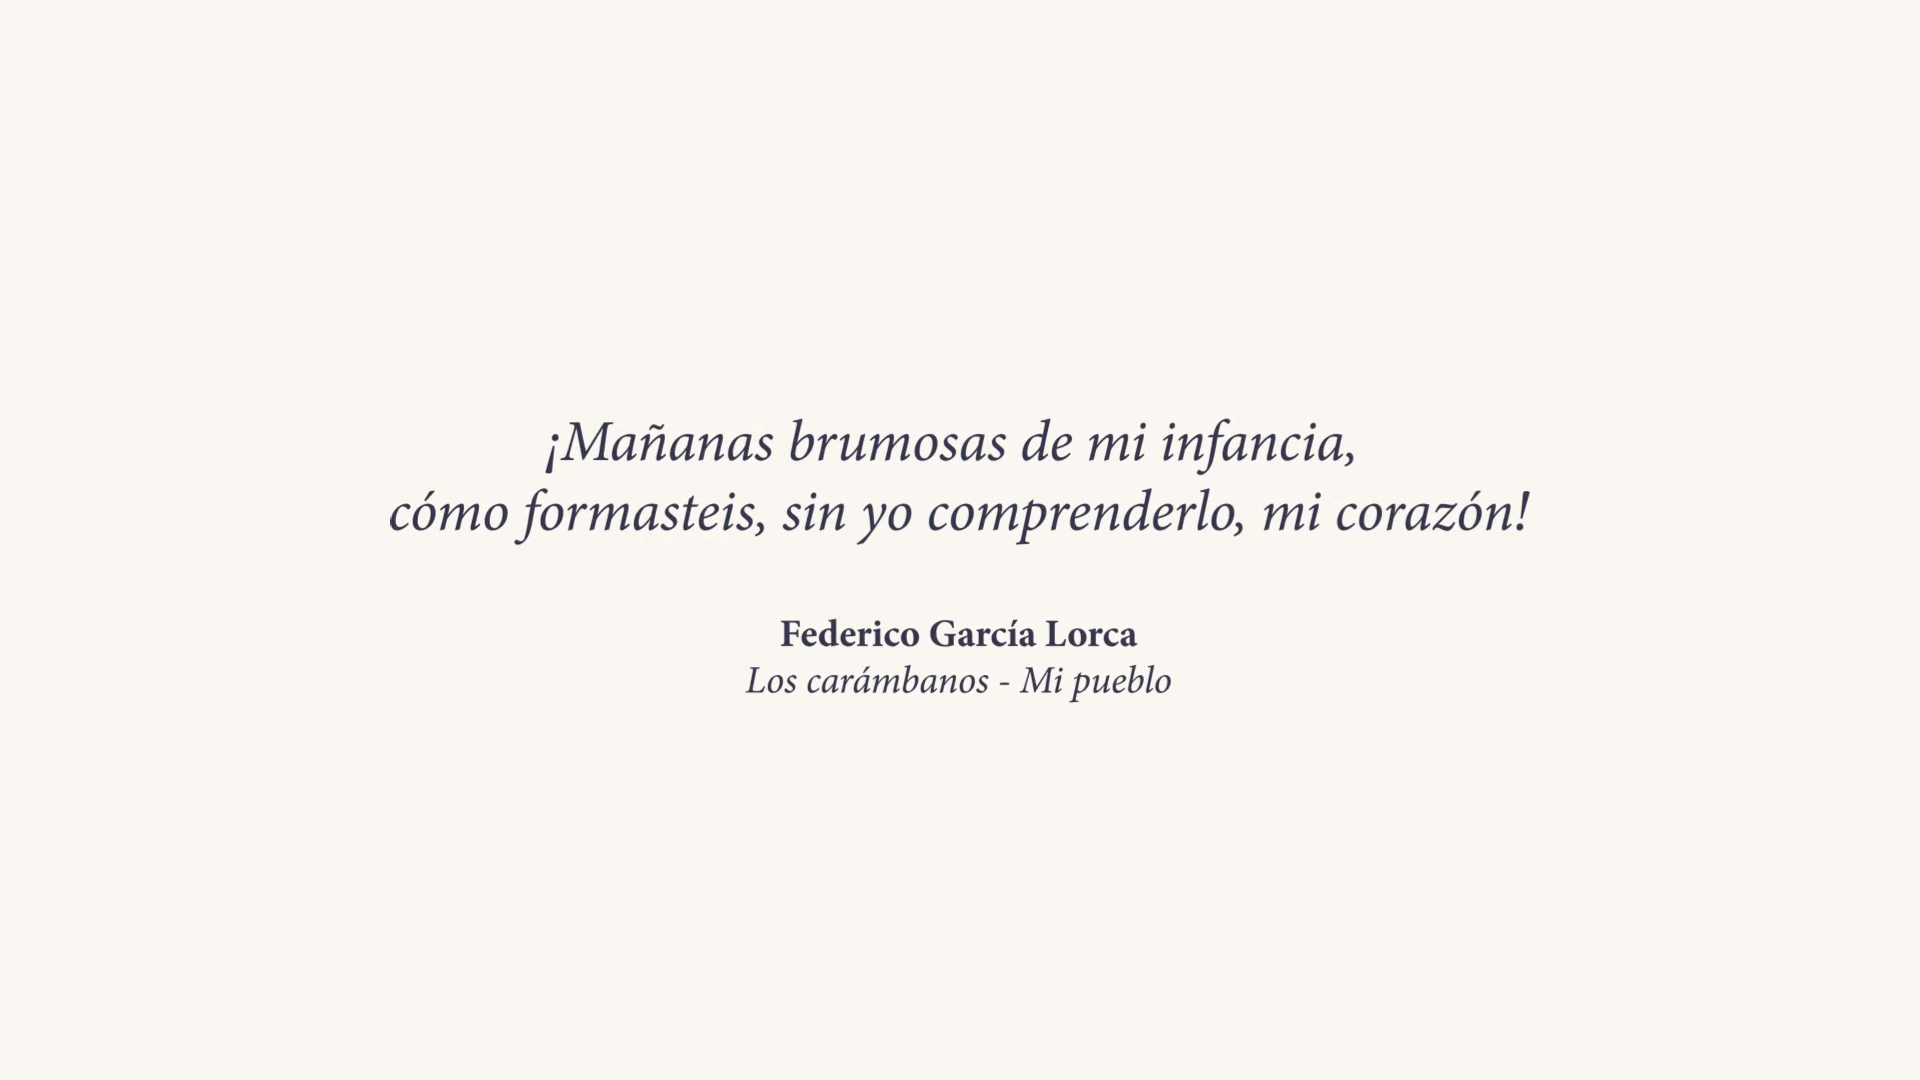 ¡Mañanas brumosas de mi infancia,
cómo formasteis, sin yo comprenderlo, mi corazón!
Federico García Lorca
Los carámbanos - Mi pueblo